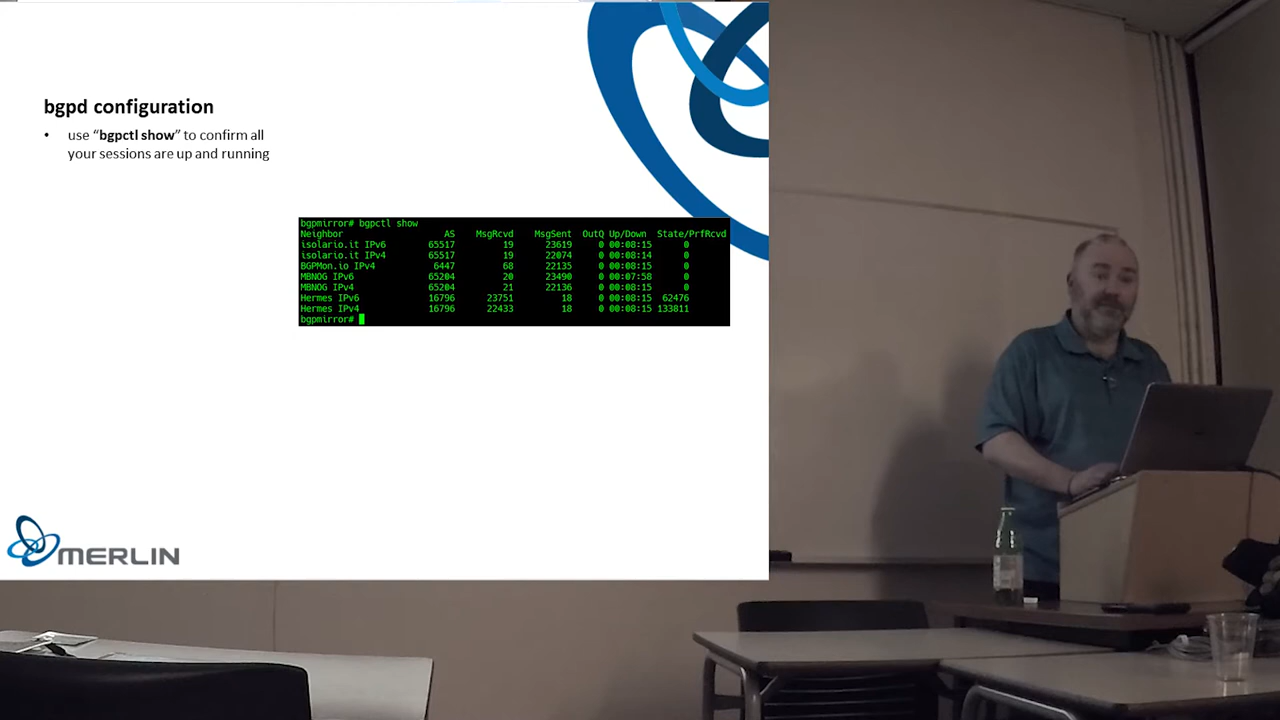 bgpd configuration
• use “bgpctl show” to confirm all
your sessions are up and running
bgpmirror# bgpctl show
Neighbor AS MsgRcvd MsgSent OutQ Up/Down State/PrfRcvd
isolario.it IPv6 65517 19 23619 0 00:08:15 0
isolario.it IPv4 65517 19 22074 0 00:08:14 0
BGPMon.io IPv4 6447 68 22135 0 00:08:15 0
MBNOG IPv6 65204 20 23490 0 00:07:58 0
MBNOG IPv4 65204 21 22136 0 00:08:15 0
Hermes IPv6 16796 23751 18 0 00:08:15 62476
Hermes IPv4 16796 22433 18 0 00:08:15 133811
bgpmirror#
MERLIN